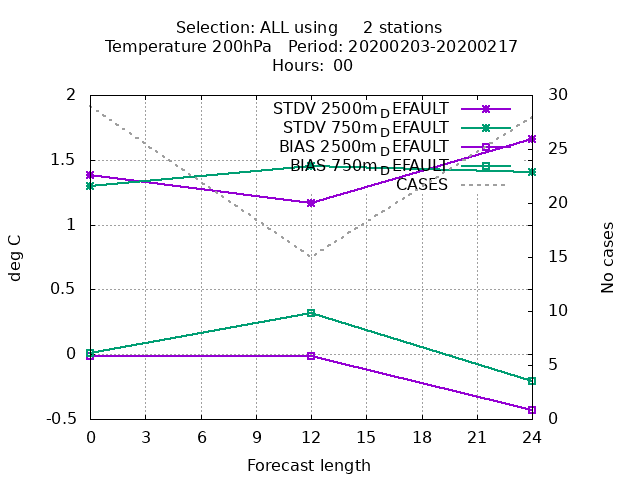 Selection: ALL using     2 stations
Temperature 200hPa   Period: 20200203-20200217
Hours:  00
2
1.5
1
0.5
0
-0.5
30
25
20
15
10
5
0
STDV 2500m_DEFAULT
STDV 750m_DEFAULT
BIAS 2500m_DEFAULT
BIAS 750m_DEFAULT
CASES
deg C
No cases
0 3 6 9 12 15 18 21 24
Forecast length